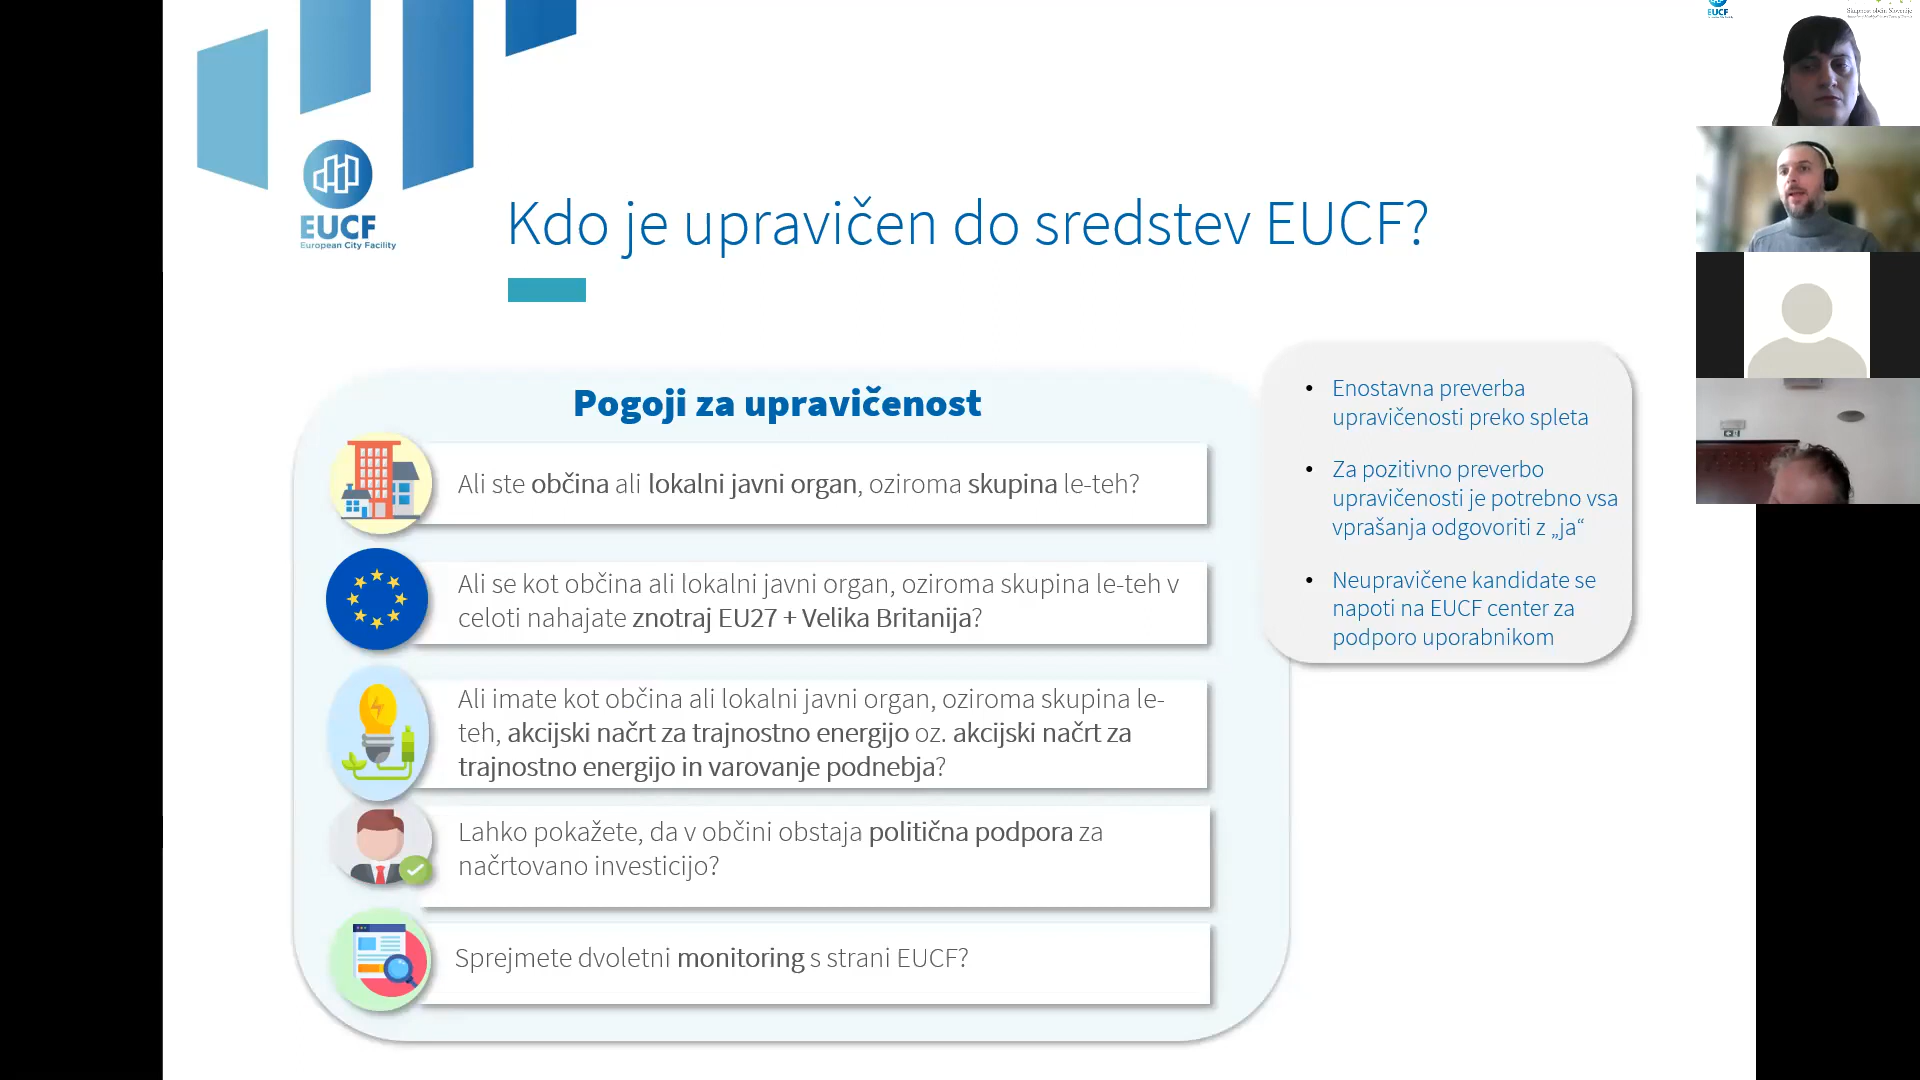 EUCF
European City Facility
Kdo je upravičen do sredstev EUCF?
Pogoji za upravičenost
Ali ste občina ali lokalni javni organ, oziroma skupina le-teh?
Ali se kot občina ali lokalni javni organ, oziroma skupina le-teh v
celoti nahajate znotraj EU27 + Velika Britanija?
Ali imate kot občina ali lokalni javni organ, oziroma skupina le-
teh, akcijski načrt za trajnostno energijo oz. akcijski načrt za
trajnostno energijo in varovanje podnebja?
Lahko pokažete, da v občini obstaja politična podpora za
načrtovano investicijo?
Sprejmete dvoletni monitoring s strani EUCF?
• Enostavna preverba
upravičenosti preko spleta
• Za pozitivno preverbo
upravičenosti je potrebno vsa
vprašanja odgovoriti z „ja“
• Neupravičene kandidate se
napoti na EUCF center za
podporo uporabnikom
EUCF
Skupnost občin Slovenije